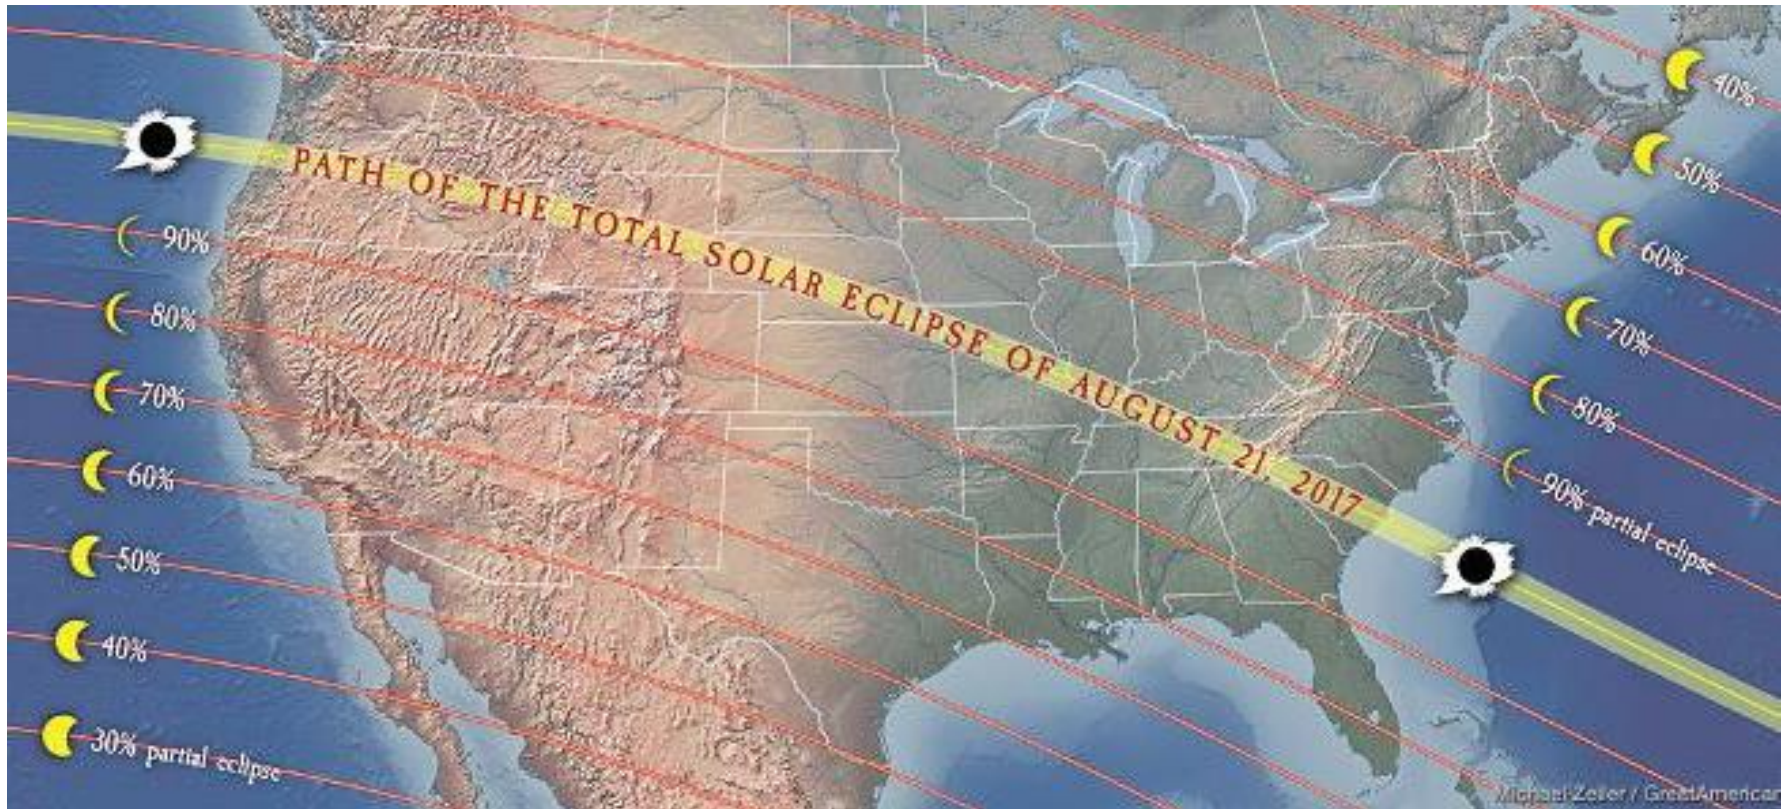 PATH OF THE TOTAL SOLAR ECLIPSE OF AUGUST 21, 2017
90%
80%
70%
60%
50%
40%
30% partial eclipse
40%
50%
60%
70%
80%
90% partial eclipse
Michael Zeiler / GreatAmerican